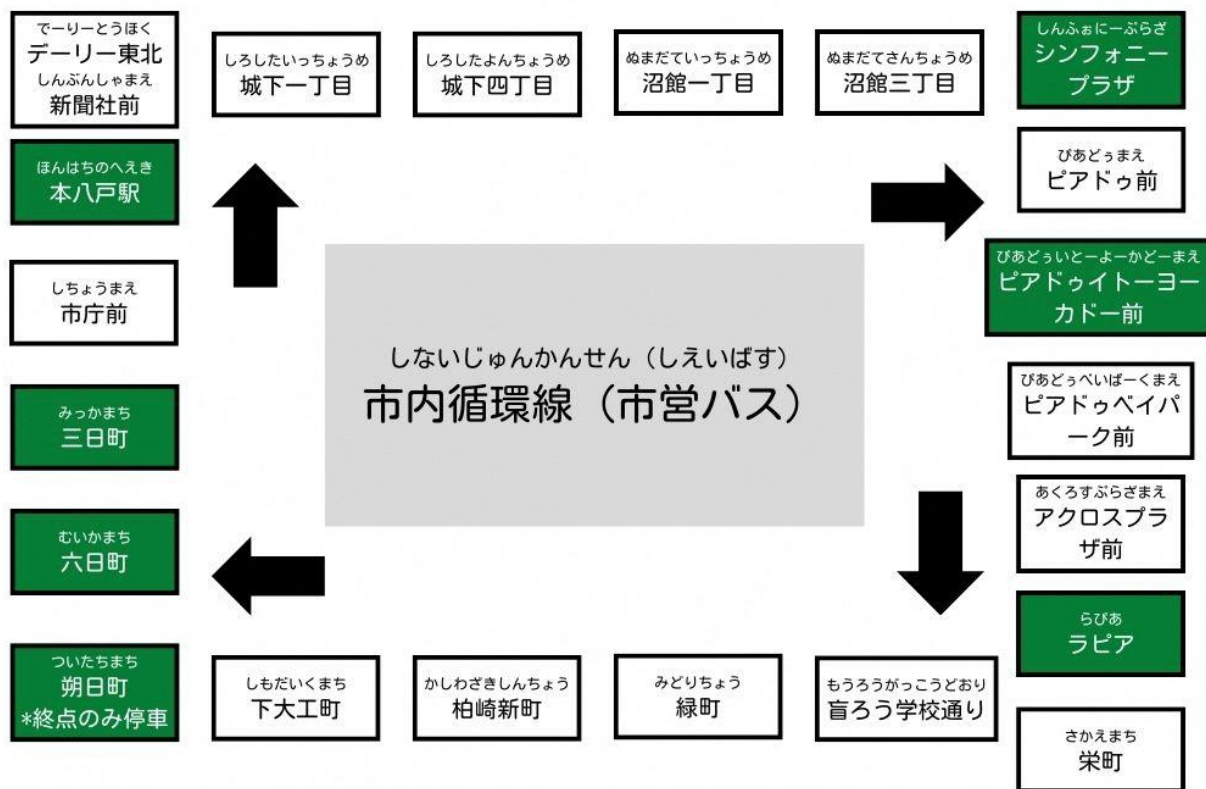 でーりーとうほく
デーリー東北
しんぶんしゃまえ
新聞社前
しろしたいっちょうめ
城下一丁目
しろしたよんちょうめ
城下四丁目
ぬまだていっちょうめ
沼館一丁目
ぬまだてさんちょうめ
沼館三丁目
しんふぉにーぷらざ
シンフォニー
プラザ
ほんはちのへえき
本八戸駅
ぴあどぅまえ
ピアドゥ前
しちょうまえ
市庁前
ぴあどぅいとーよーかどーまえ
ピアドゥイトーヨー
カドー前
しないじゅんかんせん（しえいばす）
市内循環線（市営バス）
みっかまち
三日町
ぴあどぅべいぱーくまえ
ピアドゥベイパ
ーク前
むいかまち
六日町
あくろすぷらざまえ
アクロスプラ
ザ前
らぴあ
ラピア
ついたちまち
朔日町
*終点のみ停車
しもだいくまち
下大工町
かしわざきしんちょう
柏崎新町
みどりちょう
緑町
もうろうがっこうどおり
盲ろう学校通り
さかえまち
栄町